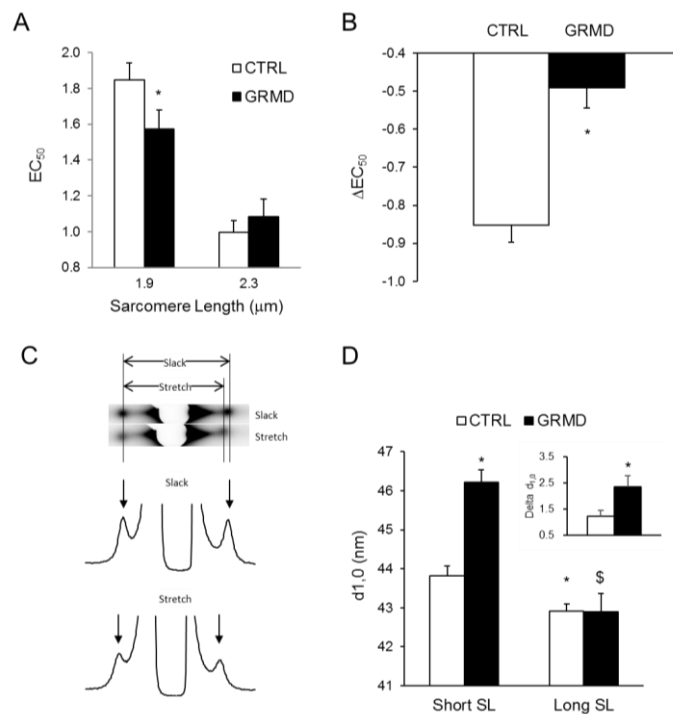 A
2.0
1.8
1.6
1.4
1.2
1.0
0.8
EC50
CTRL
GRMD
*
1.9
2.3
Sarcomere Length (μm)
B
CTRL
GRMD
-0.4
-0.5
-0.6
-0.7
-0.8
-0.9
-1.0
ΔEC50
*
C
Slack
Stretch
Slack
Stretch
Slack
Stretch
D
CTRL
GRMD
47
46
45
44
43
42
41
d1,0 (nm)
*
*
$
Short SL
Long SL
3.5
2.5
1.5
0.5
Delta d1,0
*